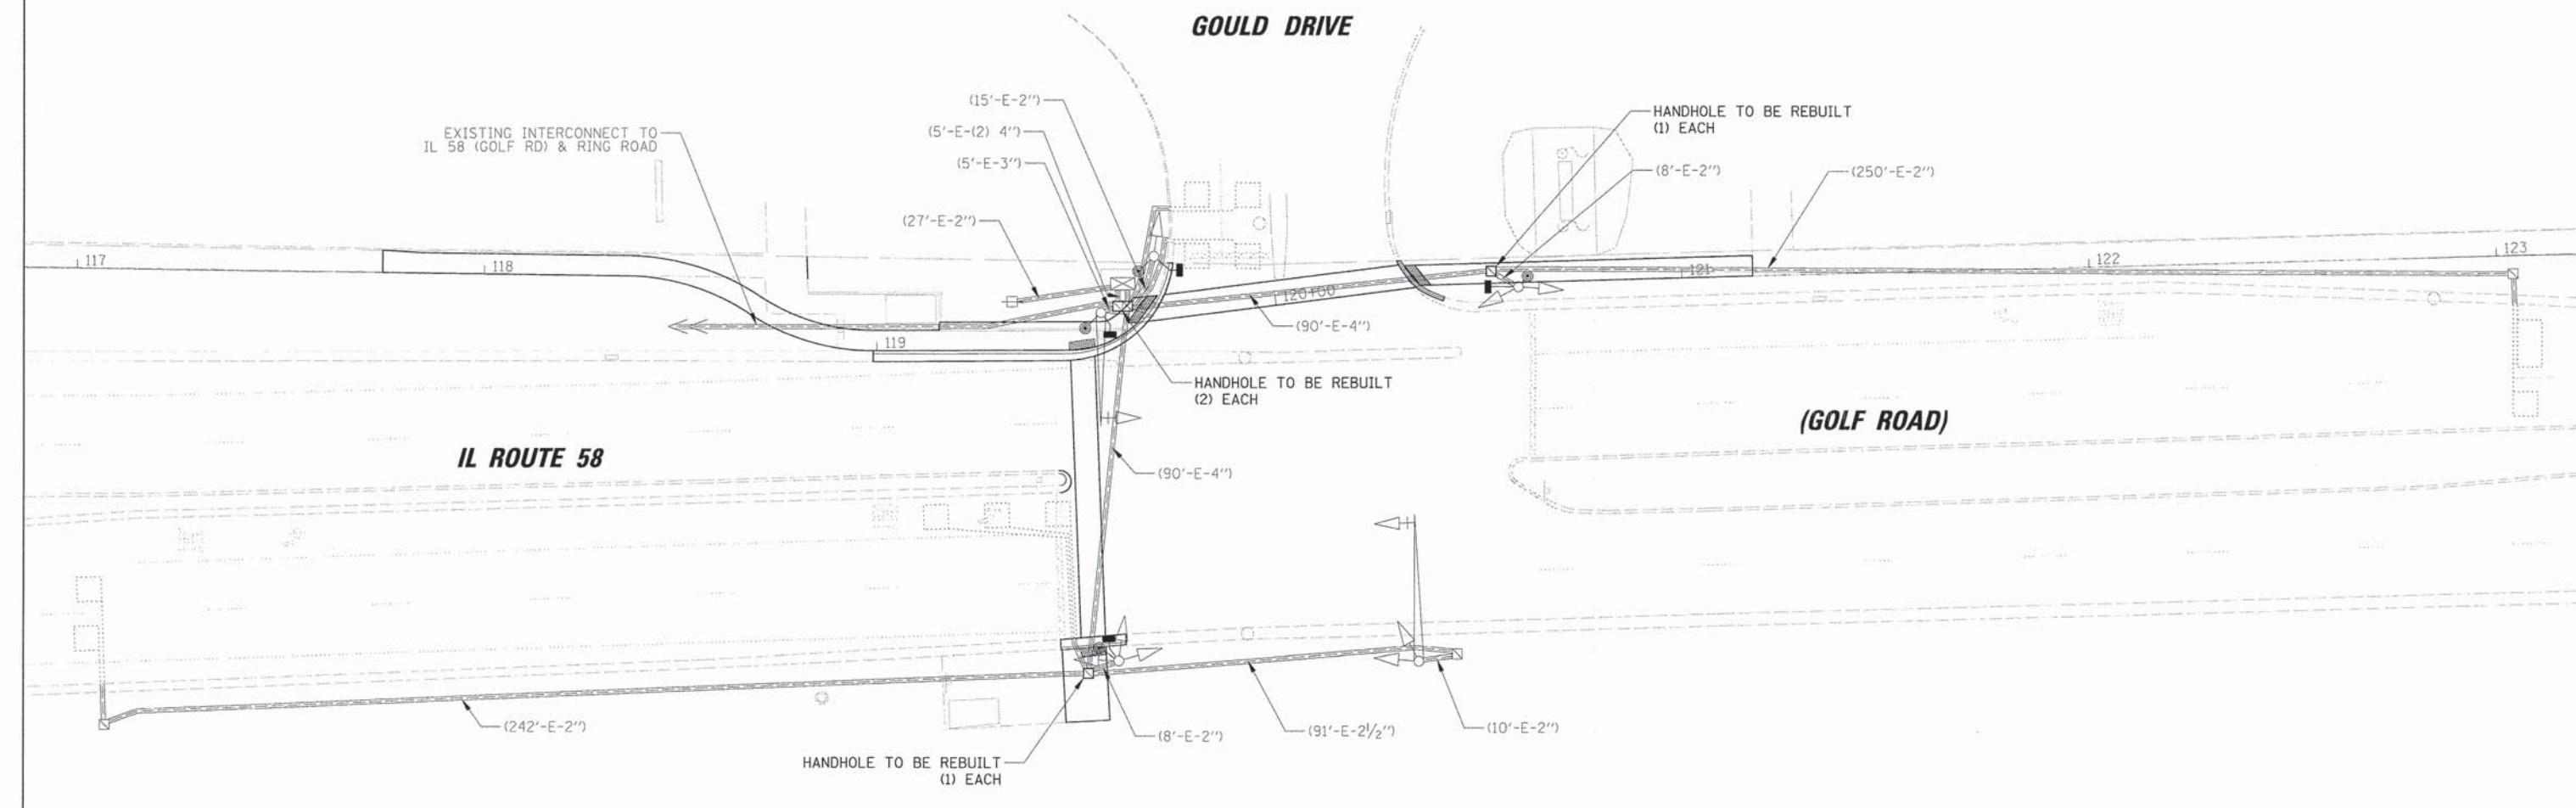 GOULD DRIVE
(15'-E-2")
(5'-E-(2) 4")
(5'-E-3")
(27'-E-2")
EXISTING INTERCONNECT TO
IL 58 (GOLF RD) & RING ROAD
HANDHOLE TO BE REBUILT
(1) EACH
(8'-E-2")
(250'-E-2")
117
118
119
120+00
121
122
123
(90'-E-4")
HANDHOLE TO BE REBUILT
(2) EACH
IL ROUTE 58
(GOLF ROAD)
(90'-E-4")
(242'-E-2")
(8'-E-2")
(91'-E-2½")
(10'-E-2")
HANDHOLE TO BE REBUILT
(1) EACH